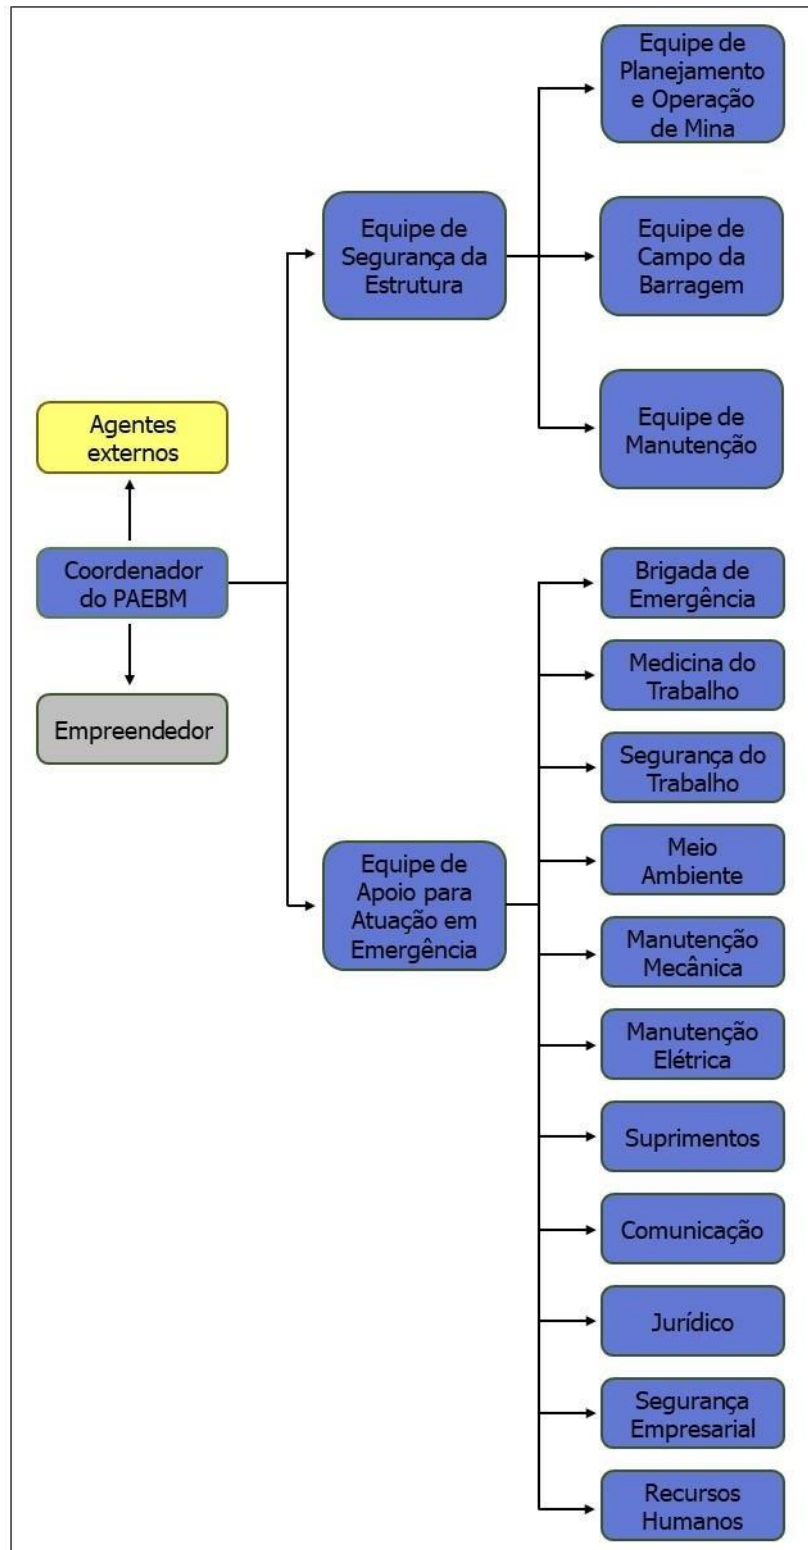 Equipe de
Planejamento
e Operação
de Mina
Equipe de
Segurança da
Estrutura
Equipe de
Campo da
Barragem
Equipe de
Manutenção
Agentes
externos
Coordenador
do PAEBM
Empreendedor
Equipe de
Apoio para
Atuação em
Emergência
Brigada de
Emergência
Medicina do
Trabalho
Segurança do
Trabalho
Meio
Ambiente
Manutenção
Mecânica
Manutenção
Elétrica
Suprimentos
Comunicação
Jurídico
Segurança
Empresarial
Recursos
Humanos